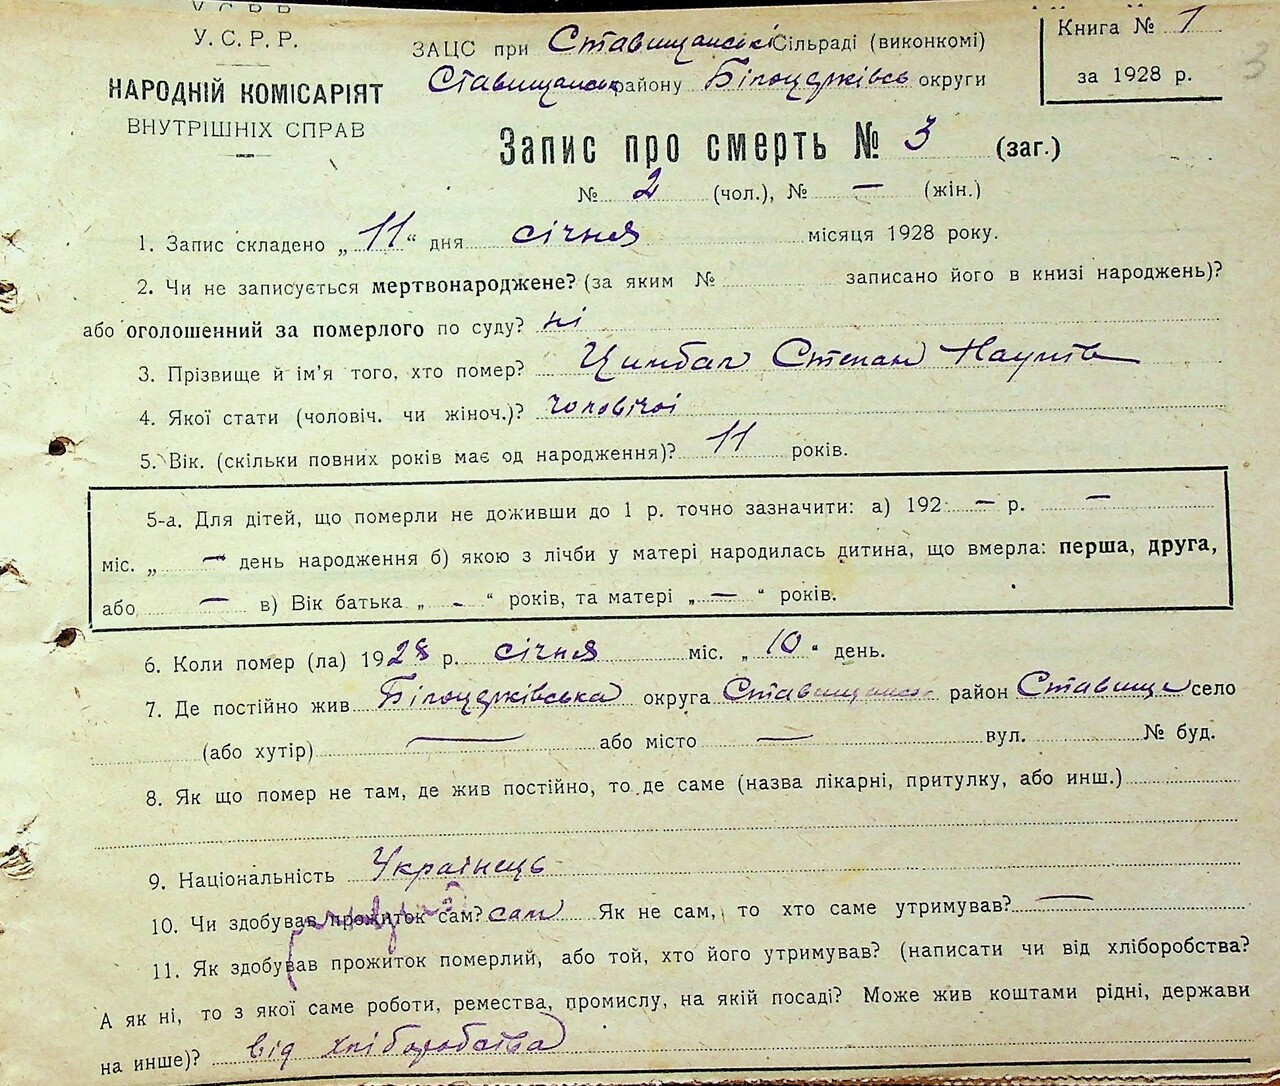 У. С. Р. Р.
НАРОДНІЙ КОМІСАРІЯТ
ВНУТРІШНІХ СПРАВ
ЗАЦС при Ставищанські Сільраді (виконкомі)
Ставищанськ району Білоцерківсь округи
Книга № 1
за 1928 р.
3
Запис про смерть № 3 (заг.)
№ 2 (чол.), № — (жін.)
1. Запис складено „ 11 “ дня січня місяця 1928 року.
2. Чи не записується мертвонароджене? (за яким № записано його в книзі народжень)?
або оголошенний за померлого по суду? ні
3. Прізвище й ім'я того, хто помер? Цимбал Степан Наумів
4. Якої стати (чоловіч. чи жіноч.)? чоловічої
5. Вік. (скільки повних років має од народження)? 11 років.
5-а. Для дітей, що померли не доживши до 1 р. точно зазначити: а) 192 — р. —
міс. „ — день народження б) якою з лічби у матері народилась дитина, що вмерла: перша, друга,
або — в) Вік батька „ - “ років, та матері „ — “ років.
6. Коли помер (ла) 1928 р. січня міс. „ 10 “ день.
7. Де постійно жив Білоцерківська округа Ставищанськ район Ставище село
(або хутір) — або місто — вул. № буд.
8. Як що помер не там, де жив постійно, то де саме (назва лікарні, притулку, або инш.)
9. Національність Українець
10. Чи здобував прожиток сам? сам Як не сам, то хто саме утримував? —
11. Як здобував прожиток померлий, або той, хто його утримував? (написати чи від хліборобства?
А як ні, то з якої саме роботи, ремества, промислу, на якій посаді? Може жив коштами рідні, держави
на инше)? від хліборобства